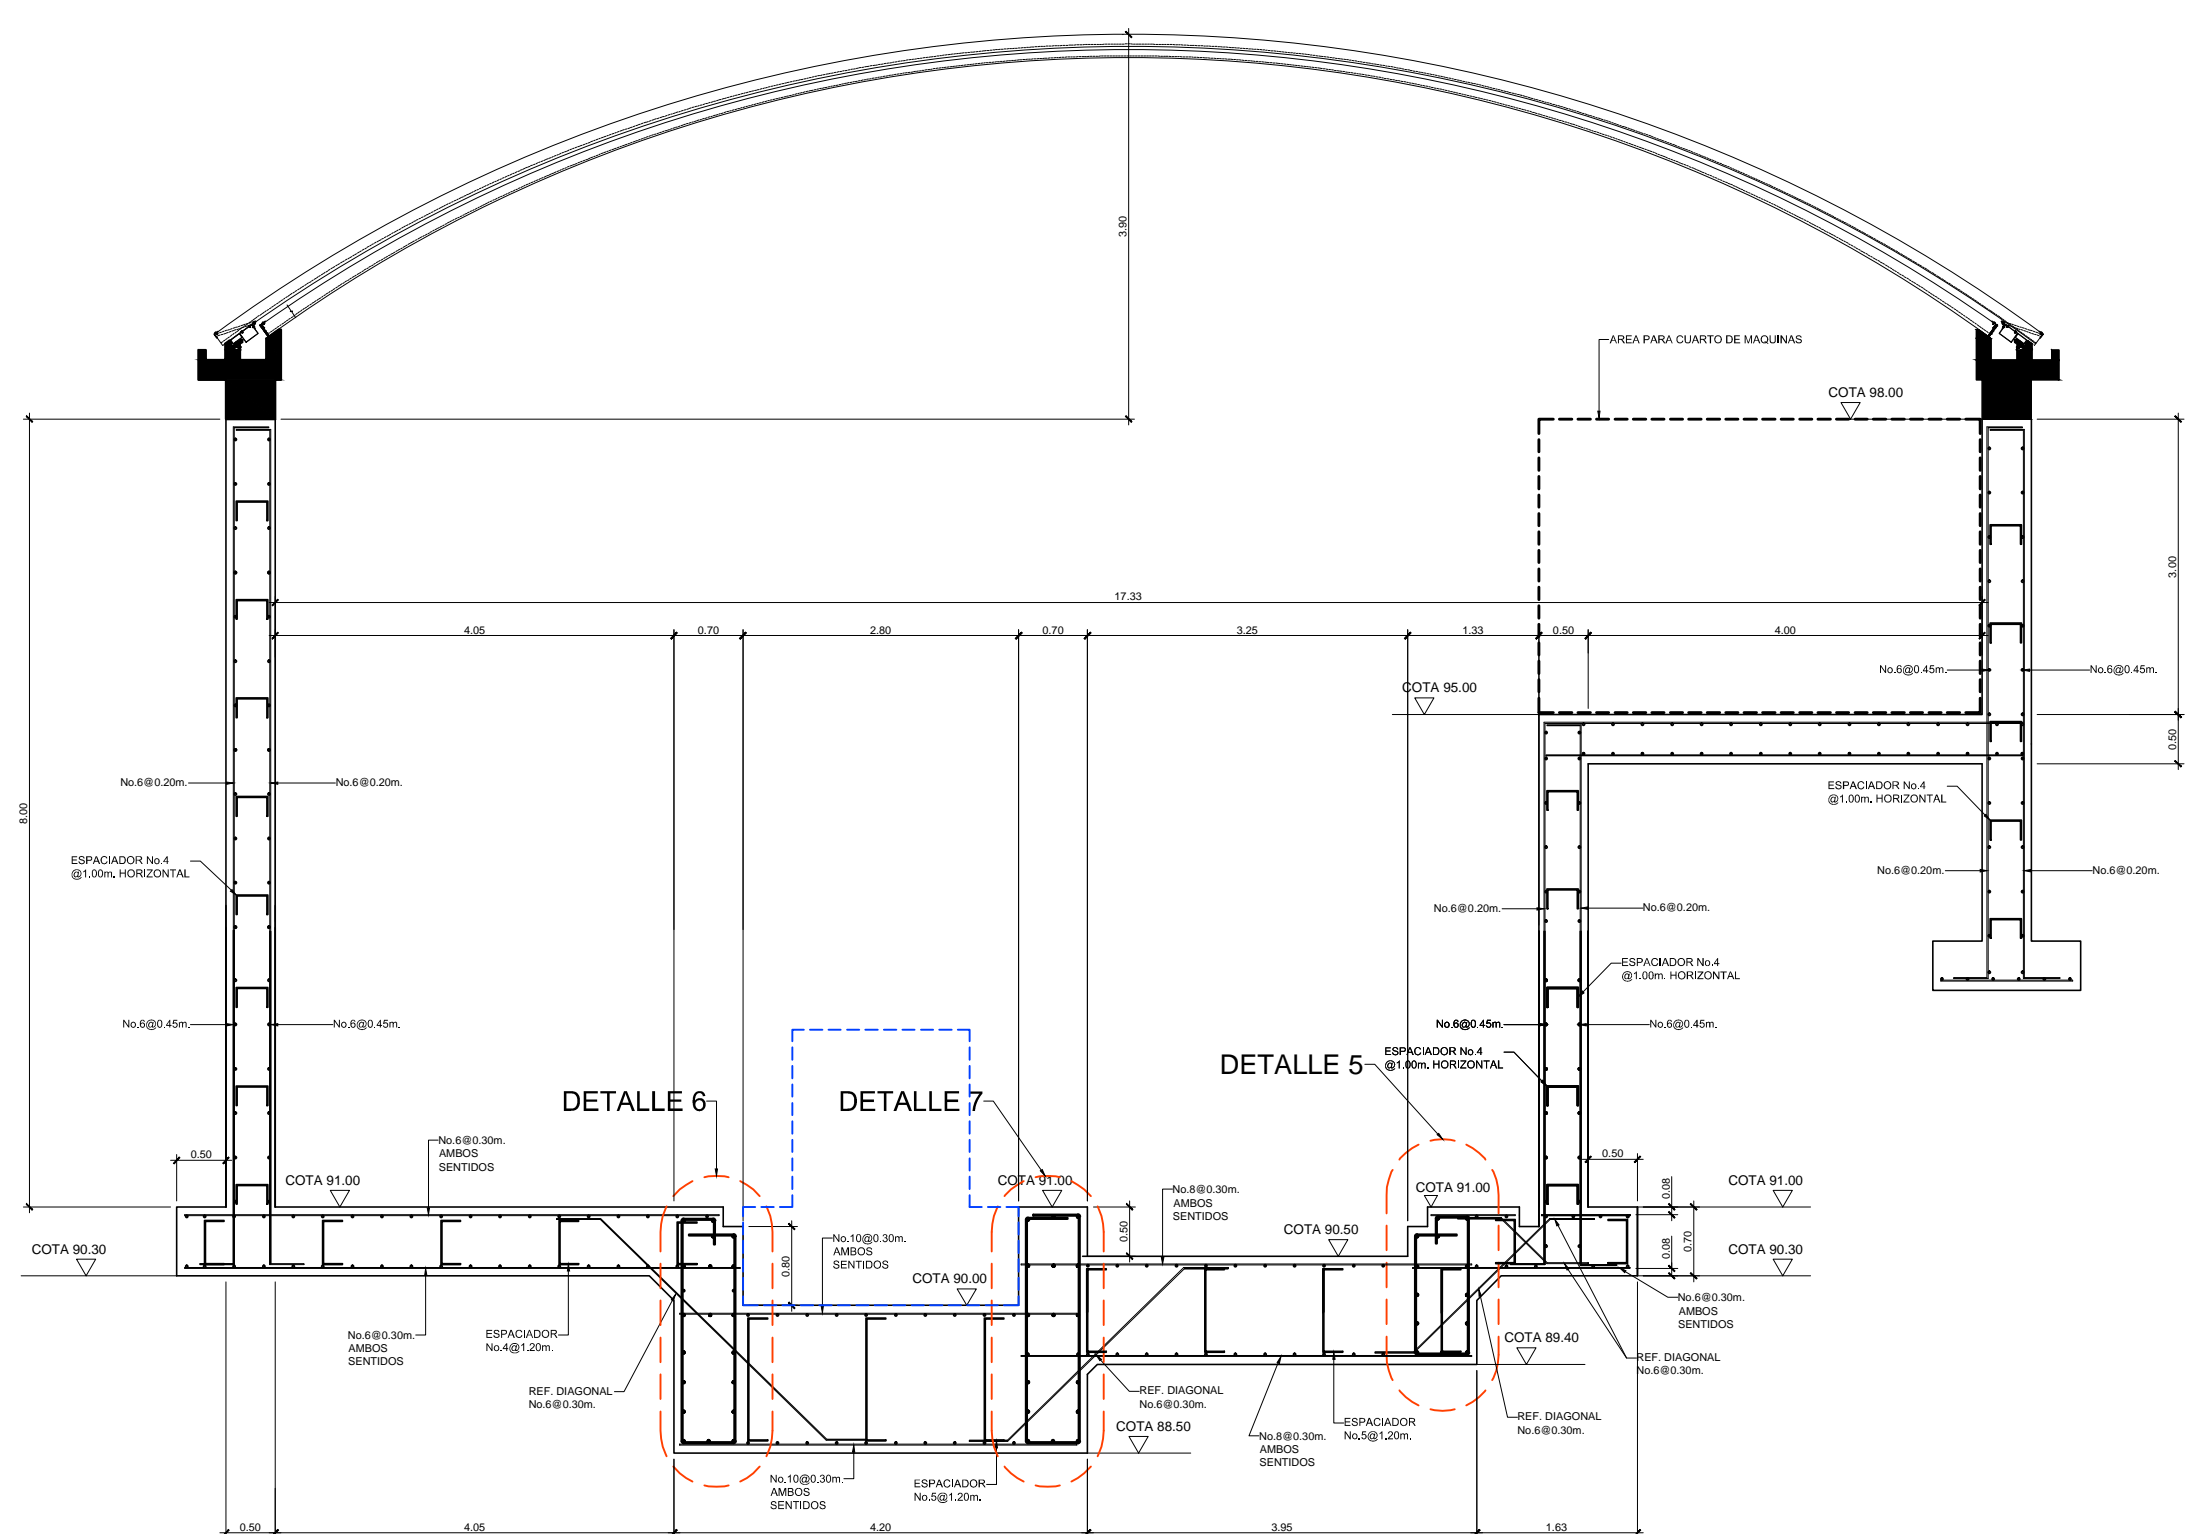 3.90
AREA PARA CUARTO DE MAQUINAS
COTA 98.00
8.00
3.00
17.33
4.05
0.70
2.80
0.70
3.25
1.33
0.50
4.00
No.6@0.45m.
No.6@0.45m.
COTA 95.00
0.50
No.6@0.20m.
No.6@0.20m.
ESPACIADOR No.4
@1.00m. HORIZONTAL
ESPACIADOR No.4
@1.00m. HORIZONTAL
No.6@0.20m.
No.6@0.20m.
No.6@0.20m.
No.6@0.20m.
ESPACIADOR No.4
@1.00m. HORIZONTAL
No.6@0.45m.
No.6@0.45m.
No.6@0.45m.
No.6@0.45m.
ESPACIADOR No.4
@1.00m. HORIZONTAL
DETALLE 5
DETALLE 6
DETALLE 7
No.6@0.30m.
AMBOS
SENTIDOS
0.50
0.50
COTA 91.00
COTA 91.00
No.8@0.30m.
AMBOS
SENTIDOS
COTA 91.00
COTA 91.00
0.08
0.50
COTA 90.50
0.70
0.08
COTA 90.30
COTA 90.30
0.80
No.10@0.30m.
AMBOS
SENTIDOS
COTA 90.00
No.6@0.30m.
AMBOS
SENTIDOS
No.6@0.30m.
AMBOS
SENTIDOS
ESPACIADOR
No.4@1.20m.
COTA 89.40
REF. DIAGONAL
No.6@0.30m.
REF. DIAGONAL
No.6@0.30m.
REF. DIAGONAL
No.6@0.30m.
REF. DIAGONAL
No.6@0.30m.
COTA 88.50
ESPACIADOR
No.5@1.20m.
No.8@0.30m.
AMBOS
SENTIDOS
No.10@0.30m.
AMBOS
SENTIDOS
ESPACIADOR
No.5@1.20m.
0.50
4.05
4.20
3.95
1.63